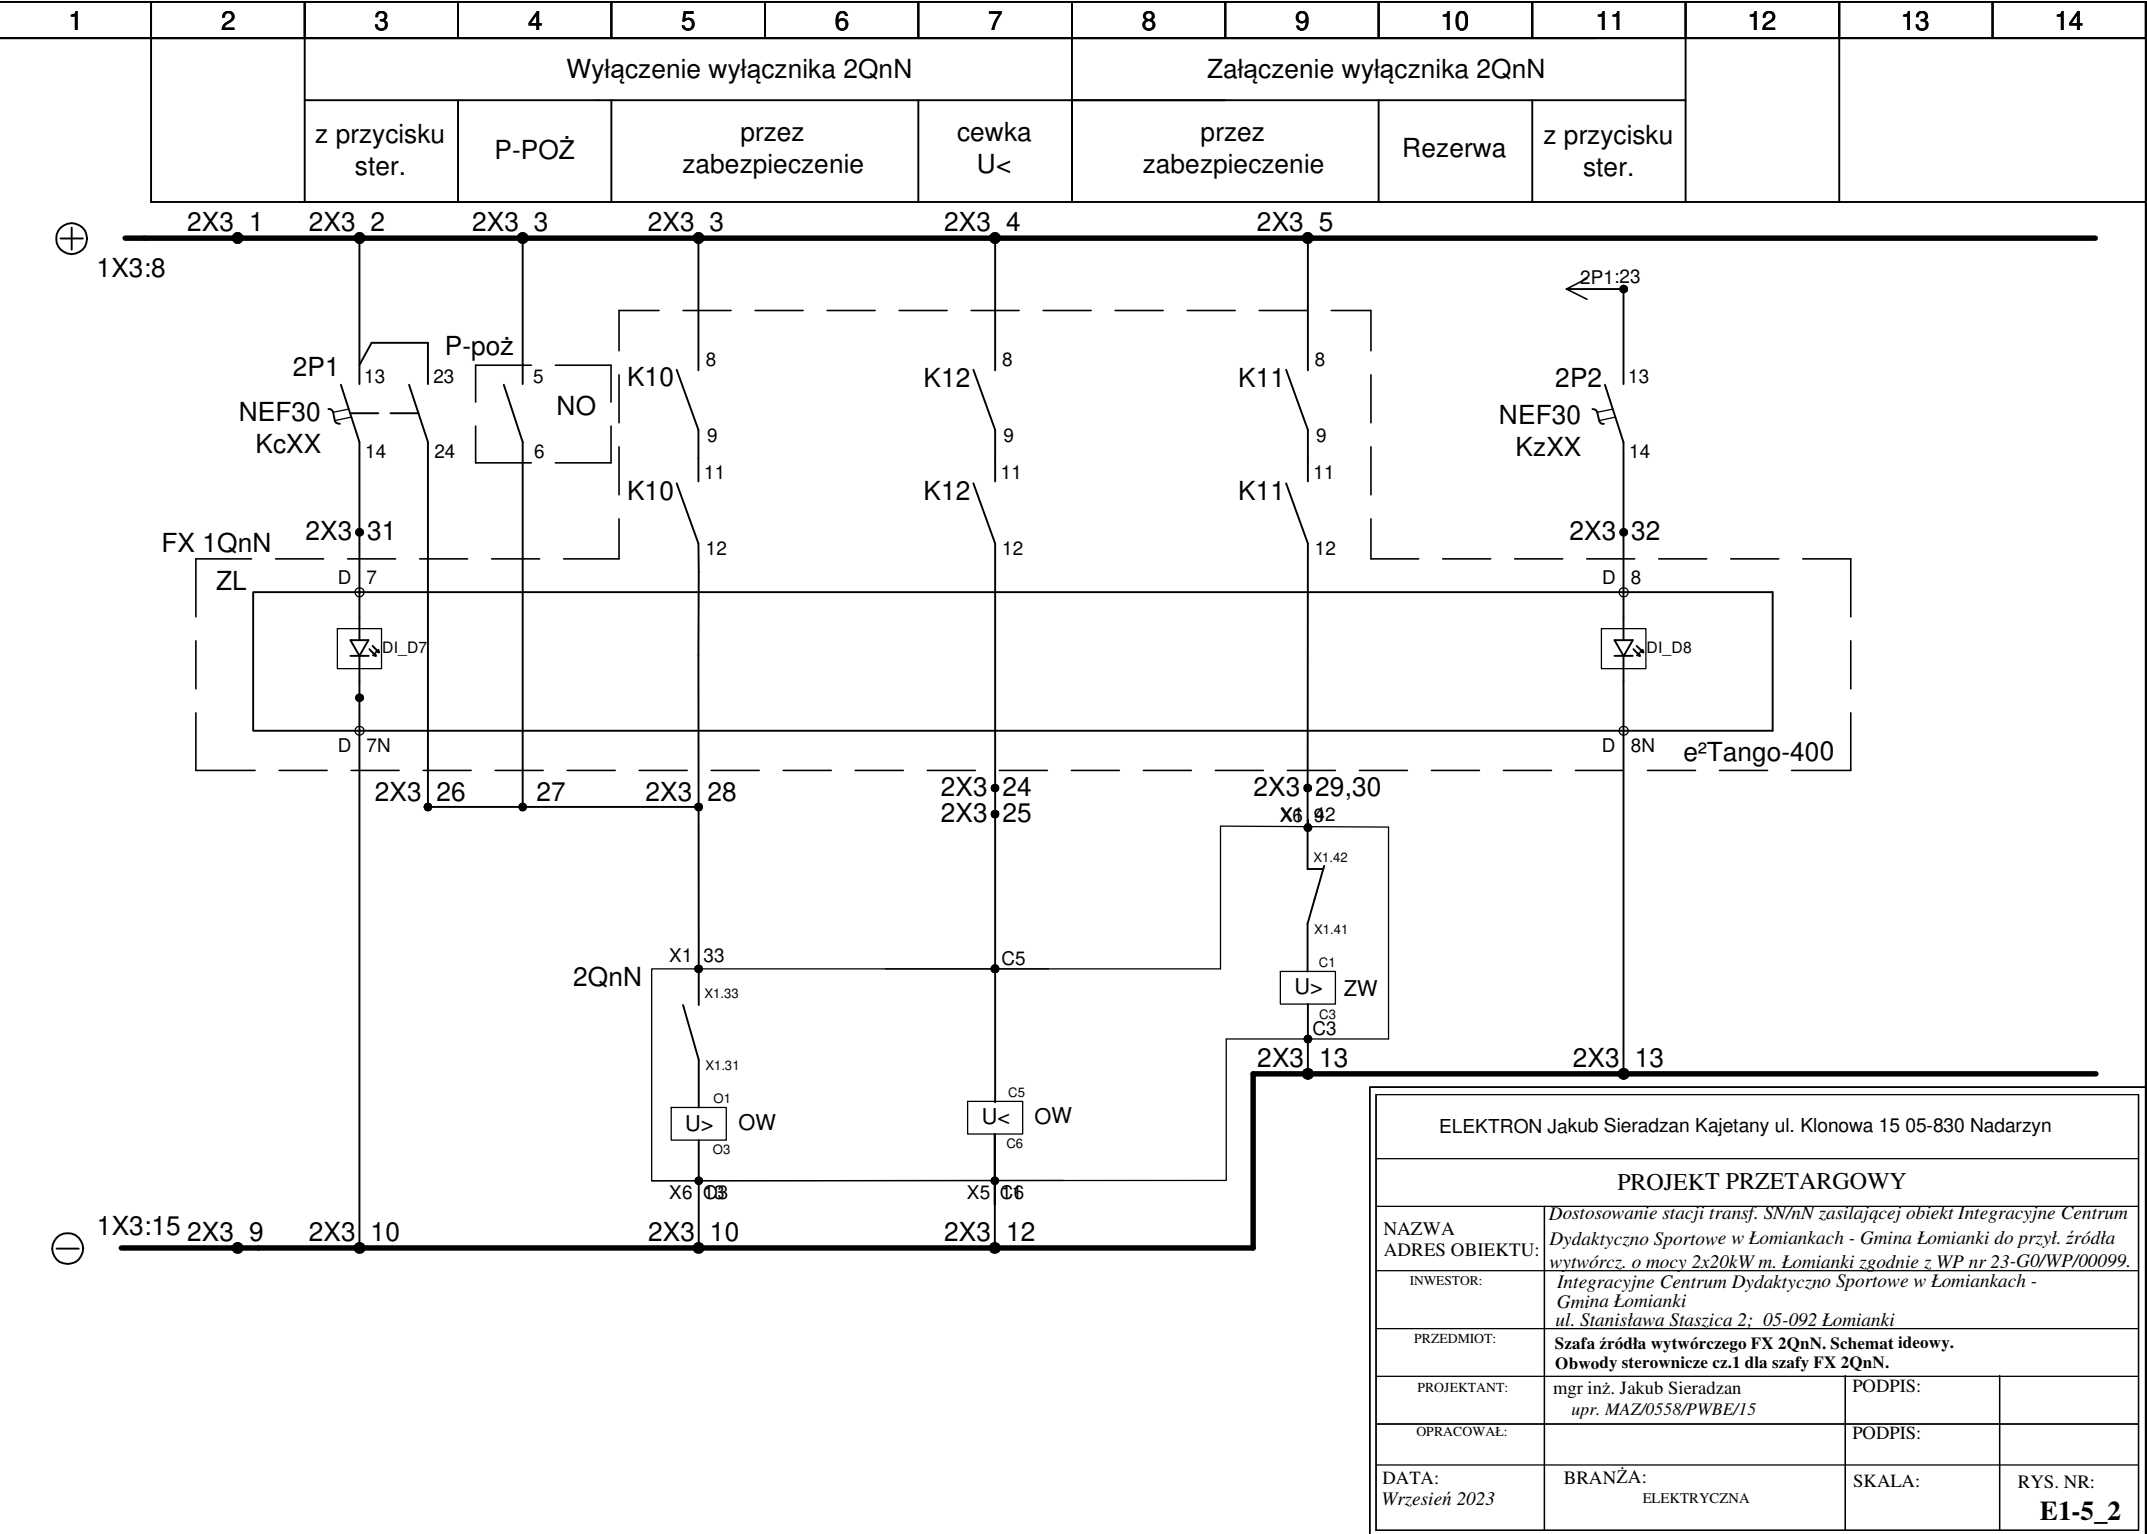 1 2 3 4 5 6 7 8 9 10 11 12 13 14
Wyłączenie wyłącznika 2QnN Załączenie wyłącznika 2QnN
z przycisku
ster.
P-POŻ
przez
zabezpieczenie
cewka
U<
przez
zabezpieczenie
Rezerwa
z przycisku
ster.
2X3 1 2X3 2 2X3 3 2X3 3 2X3 4 2X3 5
1X3:8
2P1:23
P-poż
2P1 13 23 5 K10 8 K12 8 K11 8 2P2 13
NEF30 NO NEF30
KcXX 14 24 6 9 9 9 KzXX 14
11 11 11
K10 K12 K11
2X3 31 12 12 12 2X3 32
FX 1QnN
ZL D 7 D 8
DI_D7 DI_D8
D 7N D 8N e²Tango-400
2X3 26 27 2X3 28 2X3 24 2X3 29,30
2X3 25
X1.42
X1.41
X1 33 C5 C1
2QnN X1.33 U> ZW
C3
C3
X1.31 2X3 13 2X3 13
O1 C5
U> OW U< OW
O3 C6
X6 X5
1X3:15 2X3 9 2X3 10 2X3 10 2X3 12
ELEKTRON Jakub Sieradzan Kajetany ul. Klonowa 15 05-830 Nadarzyn
PROJEKT PRZETARGOWY
NAZWA
ADRES OBIEKTU:
Dostosowanie stacji transf. SN/nN zasilającej obiekt Integracyjne Centrum
Dydaktyczno Sportowe w Łomiankach - Gmina Łomianki do przył. źródła
wytwórcz. o mocy 2x20kW m. Łomianki zgodnie z WP nr 23-G0/WP/00099.
INWESTOR:
Integracyjne Centrum Dydaktyczno Sportowe w Łomiankach -
Gmina Łomianki
ul. Stanisława Staszica 2; 05-092 Łomianki
PRZEDMIOT:
Szafa źródła wytwórczego FX 2QnN. Schemat ideowy.
Obwody sterownicze cz.1 dla szafy FX 2QnN.
PROJEKTANT:
mgr inż. Jakub Sieradzan
upr. MAZ/0558/PWBE/15
PODPIS:
OPRACOWAŁ:
PODPIS:
DATA:
Wrzesień 2023
BRANŻA:
ELEKTRYCZNA
SKALA:
RYS. NR:
E1-5_2